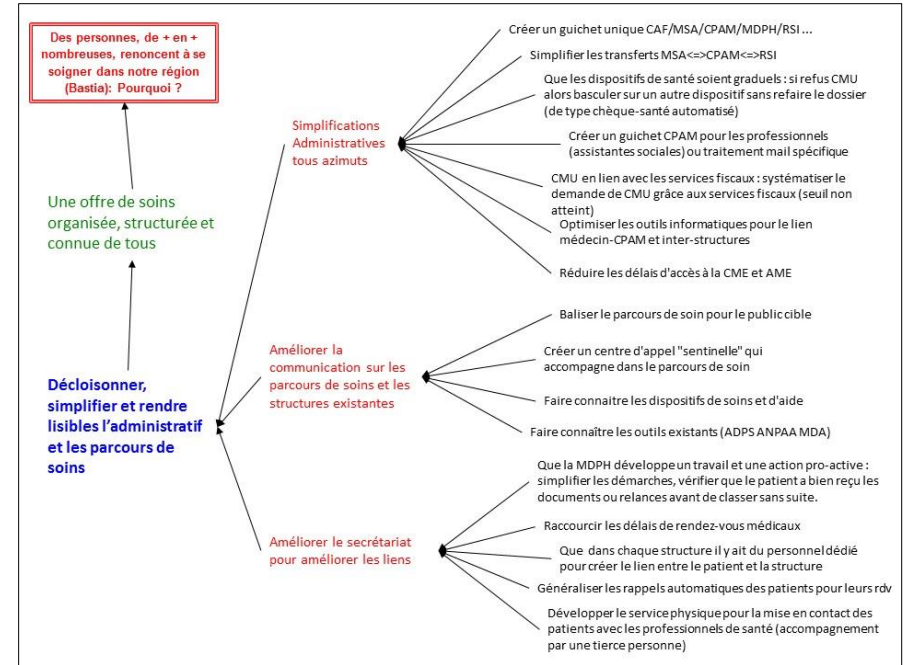 Des personnes, de + en +
nombreuses, renoncent à se
soigner dans notre région
(Bastia): Pourquoi ?
Une offre de soins
organisée, structurée et
connue de tous
Décloisonner,
simplifier et rendre
lisibles l’administratif
et les parcours de
soins
Simplifications
Administratives
tous azimuts
Créer un guichet unique CAF/MSA/CPAM/MDPH/RSI ...
Simplifier les transferts MSA<=>CPAM<=>RSI
Que les dispositifs de santé soient graduels : si refus CMU
alors basculer sur un autre dispositif sans refaire le dossier
(de type chèque-santé automatisé)
Créer un guichet CPAM pour les professionnels
(assistantes sociales) ou traitement mail spécifique
CMU en lien avec les services fiscaux : systématiser le
demande de CMU grâce aux services fiscaux (seuil non
atteint)
Optimiser les outils informatiques pour le lien
médecin-CPAM et inter-structures
Réduire les délais d'accès à la CME et AME
Améliorer la
communication sur les
parcours de soins et les
structures existantes
Baliser le parcours de soin pour le public cible
Créer un centre d'appel "sentinelle" qui
accompagne dans le parcours de soin
Faire connaitre les dispositifs de soins et d'aide
Faire connaître les outils existants (ADPS ANPAA MDA)
Améliorer le secrétariat
pour améliorer les liens
Que la MDPH développe un travail et une action pro-active :
simplifier les démarches, vérifier que le patient a bien reçu les
documents ou relances avant de classer sans suite.
Raccourcir les délais de rendez-vous médicaux
Que dans chaque structure il y ait du personnel dédié
pour créer le lien entre le patient et la structure
Généraliser les rappels automatiques des patients pour leurs rdv
Développer le service physique pour la mise en contact des
patients avec les professionnels de santé (accompagnement
par une tierce personne)